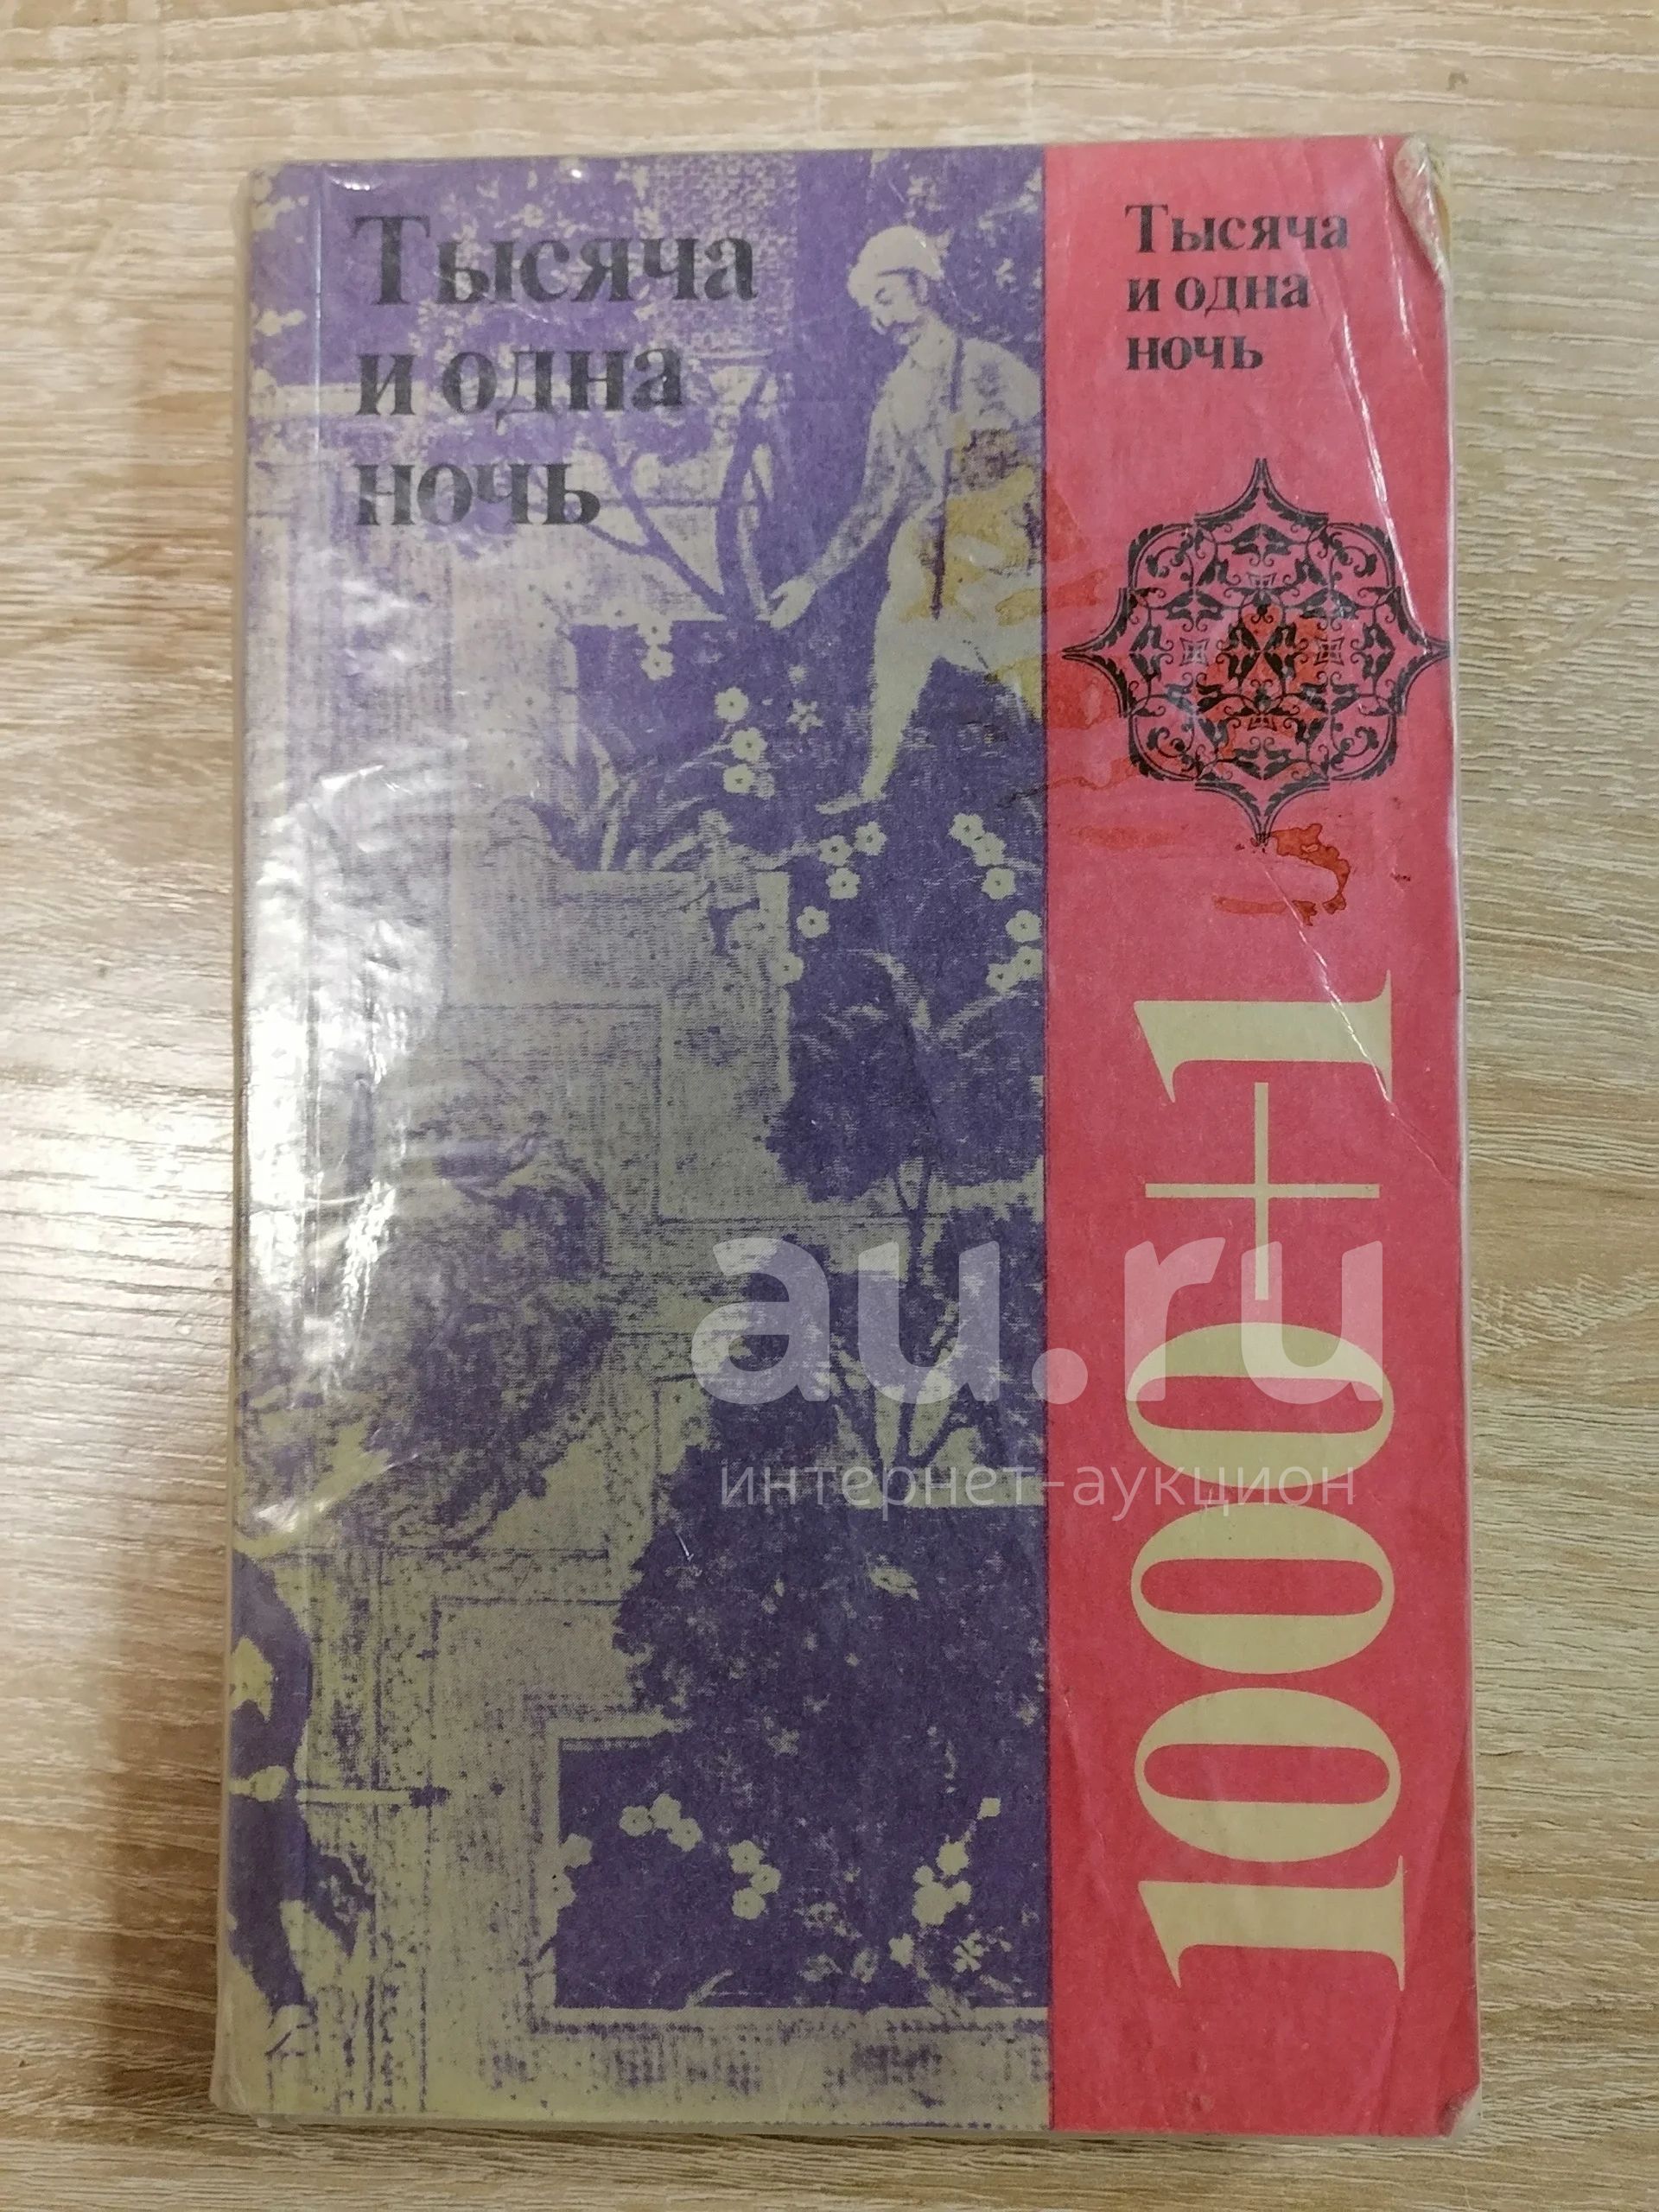 Тысяча
и одна
ночь
Тысяча
и одна
ночь
1000+1
au.ru
интернет-аукцион